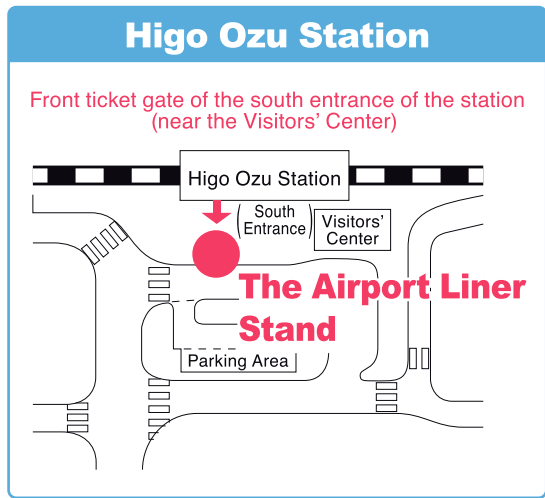 Higo Ozu Station
Front ticket gate of the south entrance of the station
(near the Visitors’ Center)
Higo Ozu Station
(South
Entrance)
Visitors’
Center
The Airport Liner
Stand
Parking Area